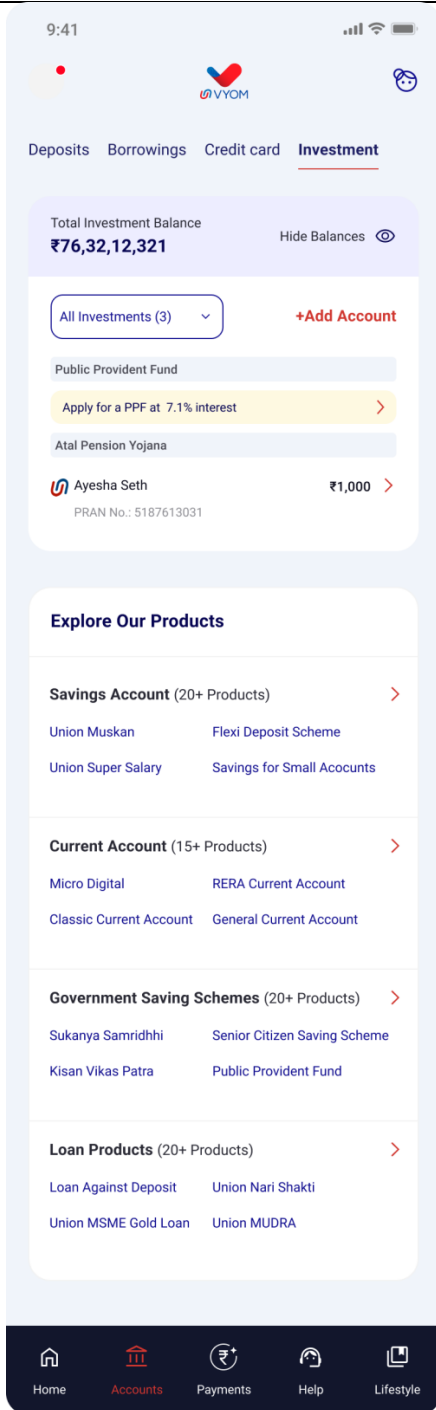 9:41
VYOM
Deposits Borrowings Credit card Investment
Total Investment Balance
₹76,32,12,321
Hide Balances
All Investments (3)
+Add Account
Public Provident Fund
Apply for a PPF at 7.1% interest
Atal Pension Yojana
Ayesha Seth ₹1,000
PRAN No.: 5187613031
Explore Our Products
Savings Account (20+ Products)
Union Muskan Flexi Deposit Scheme
Union Super Salary Savings for Small Acocunts
Current Account (15+ Products)
Micro Digital RERA Current Account
Classic Current Account General Current Account
Government Saving Schemes (20+ Products)
Sukanya Samridhhi Senior Citizen Saving Scheme
Kisan Vikas Patra Public Provident Fund
Loan Products (20+ Products)
Loan Against Deposit Union Nari Shakti
Union MSME Gold Loan Union MUDRA
Home Accounts Payments Help Lifestyle